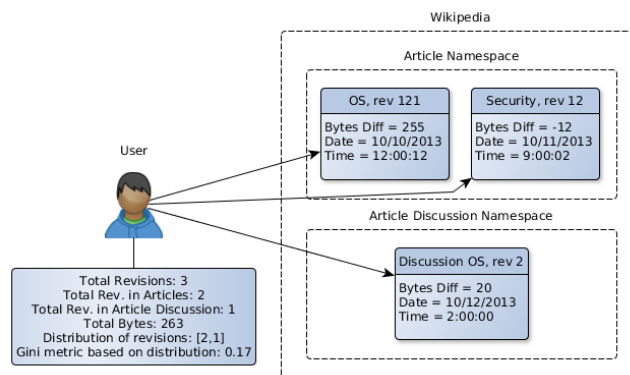 Wikipedia
Article Namespace
OS, rev 121
Bytes Diff = 255
Date = 10/10/2013
Time = 12:00:12
Security, rev 12
Bytes Diff = -12
Date = 10/11/2013
Time = 9:00:02
User
Article Discussion Namespace
Discussion OS, rev 2
Bytes Diff = 20
Date = 10/12/2013
Time = 2:00:00
Total Revisions: 3
Total Rev. in Articles: 2
Total Rev. in Article Discussion: 1
Total Bytes: 263
Distribution of revisions: [2,1]
Gini metric based on distribution: 0.17